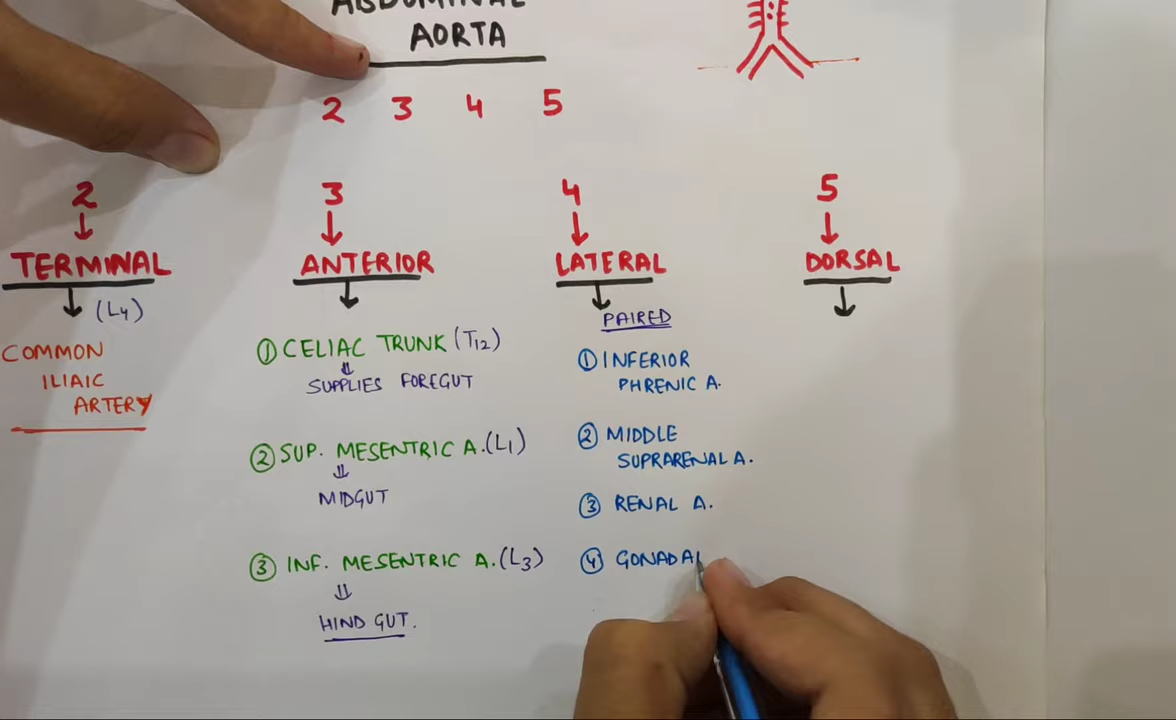 ABDOMINAL
AORTA
2 3 4 5
2
TERMINAL
(L4)
COMMON
ILIAIC
ARTERY
3
ANTERIOR
① CELIAC TRUNK (T12)
SUPPLIES FOREGUT
② SUP. MESENTRIC A. (L1)
MIDGUT
③ INF. MESENTRIC A. (L3)
HIND GUT.
4
LATERAL
PAIRED
① INFERIOR
PHRENIC A.
② MIDDLE
SUPRARENAL A.
③ RENAL A.
④ GONADAL
5
DORSAL